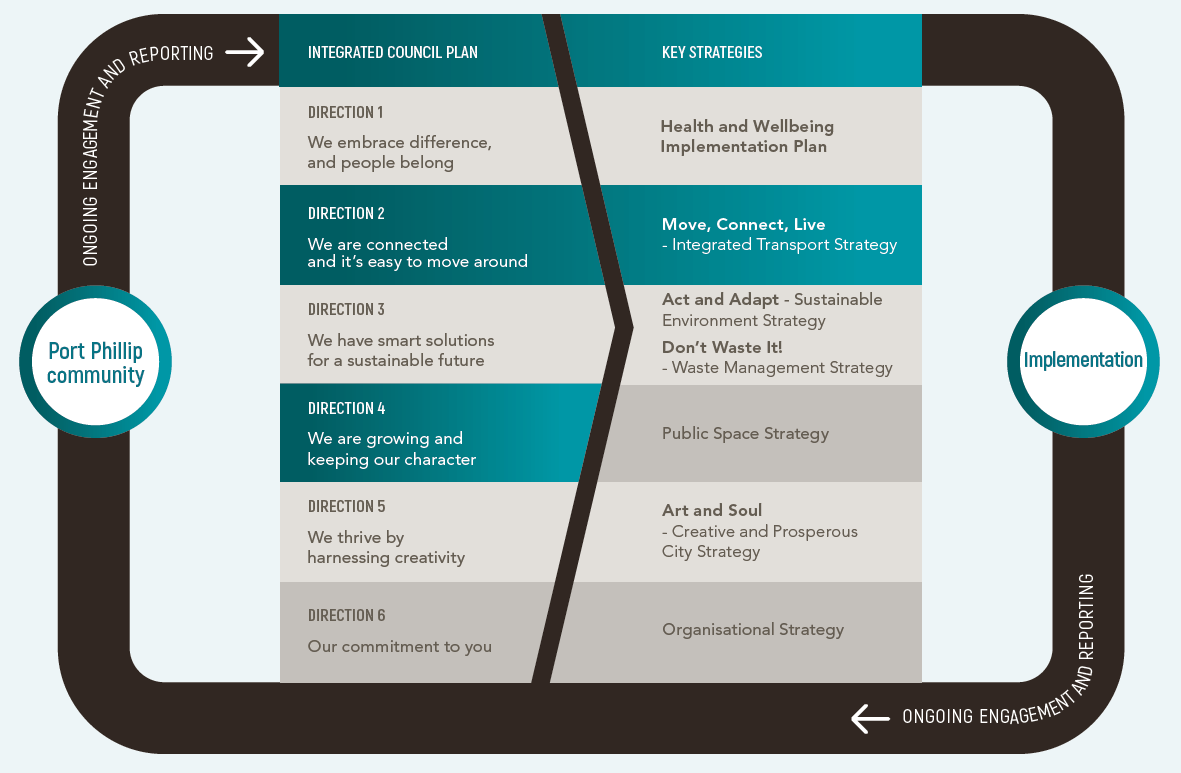 ONGOING ENGAGEMENT AND REPORTING
INTEGRATED COUNCIL PLAN
KEY STRATEGIES
DIRECTION 1
We embrace difference,
and people belong
Health and Wellbeing
Implementation Plan
DIRECTION 2
We are connected
and it’s easy to move around
Move, Connect, Live
- Integrated Transport Strategy
DIRECTION 3
We have smart solutions
for a sustainable future
Act and Adapt - Sustainable
Environment Strategy
Don’t Waste It!
- Waste Management Strategy
Port Phillip
community
Implementation
DIRECTION 4
We are growing and
keeping our character
Public Space Strategy
DIRECTION 5
We thrive by
harnessing creativity
Art and Soul
- Creative and Prosperous
City Strategy
DIRECTION 6
Our commitment to you
Organisational Strategy
ONGOING ENGAGEMENT AND REPORTING